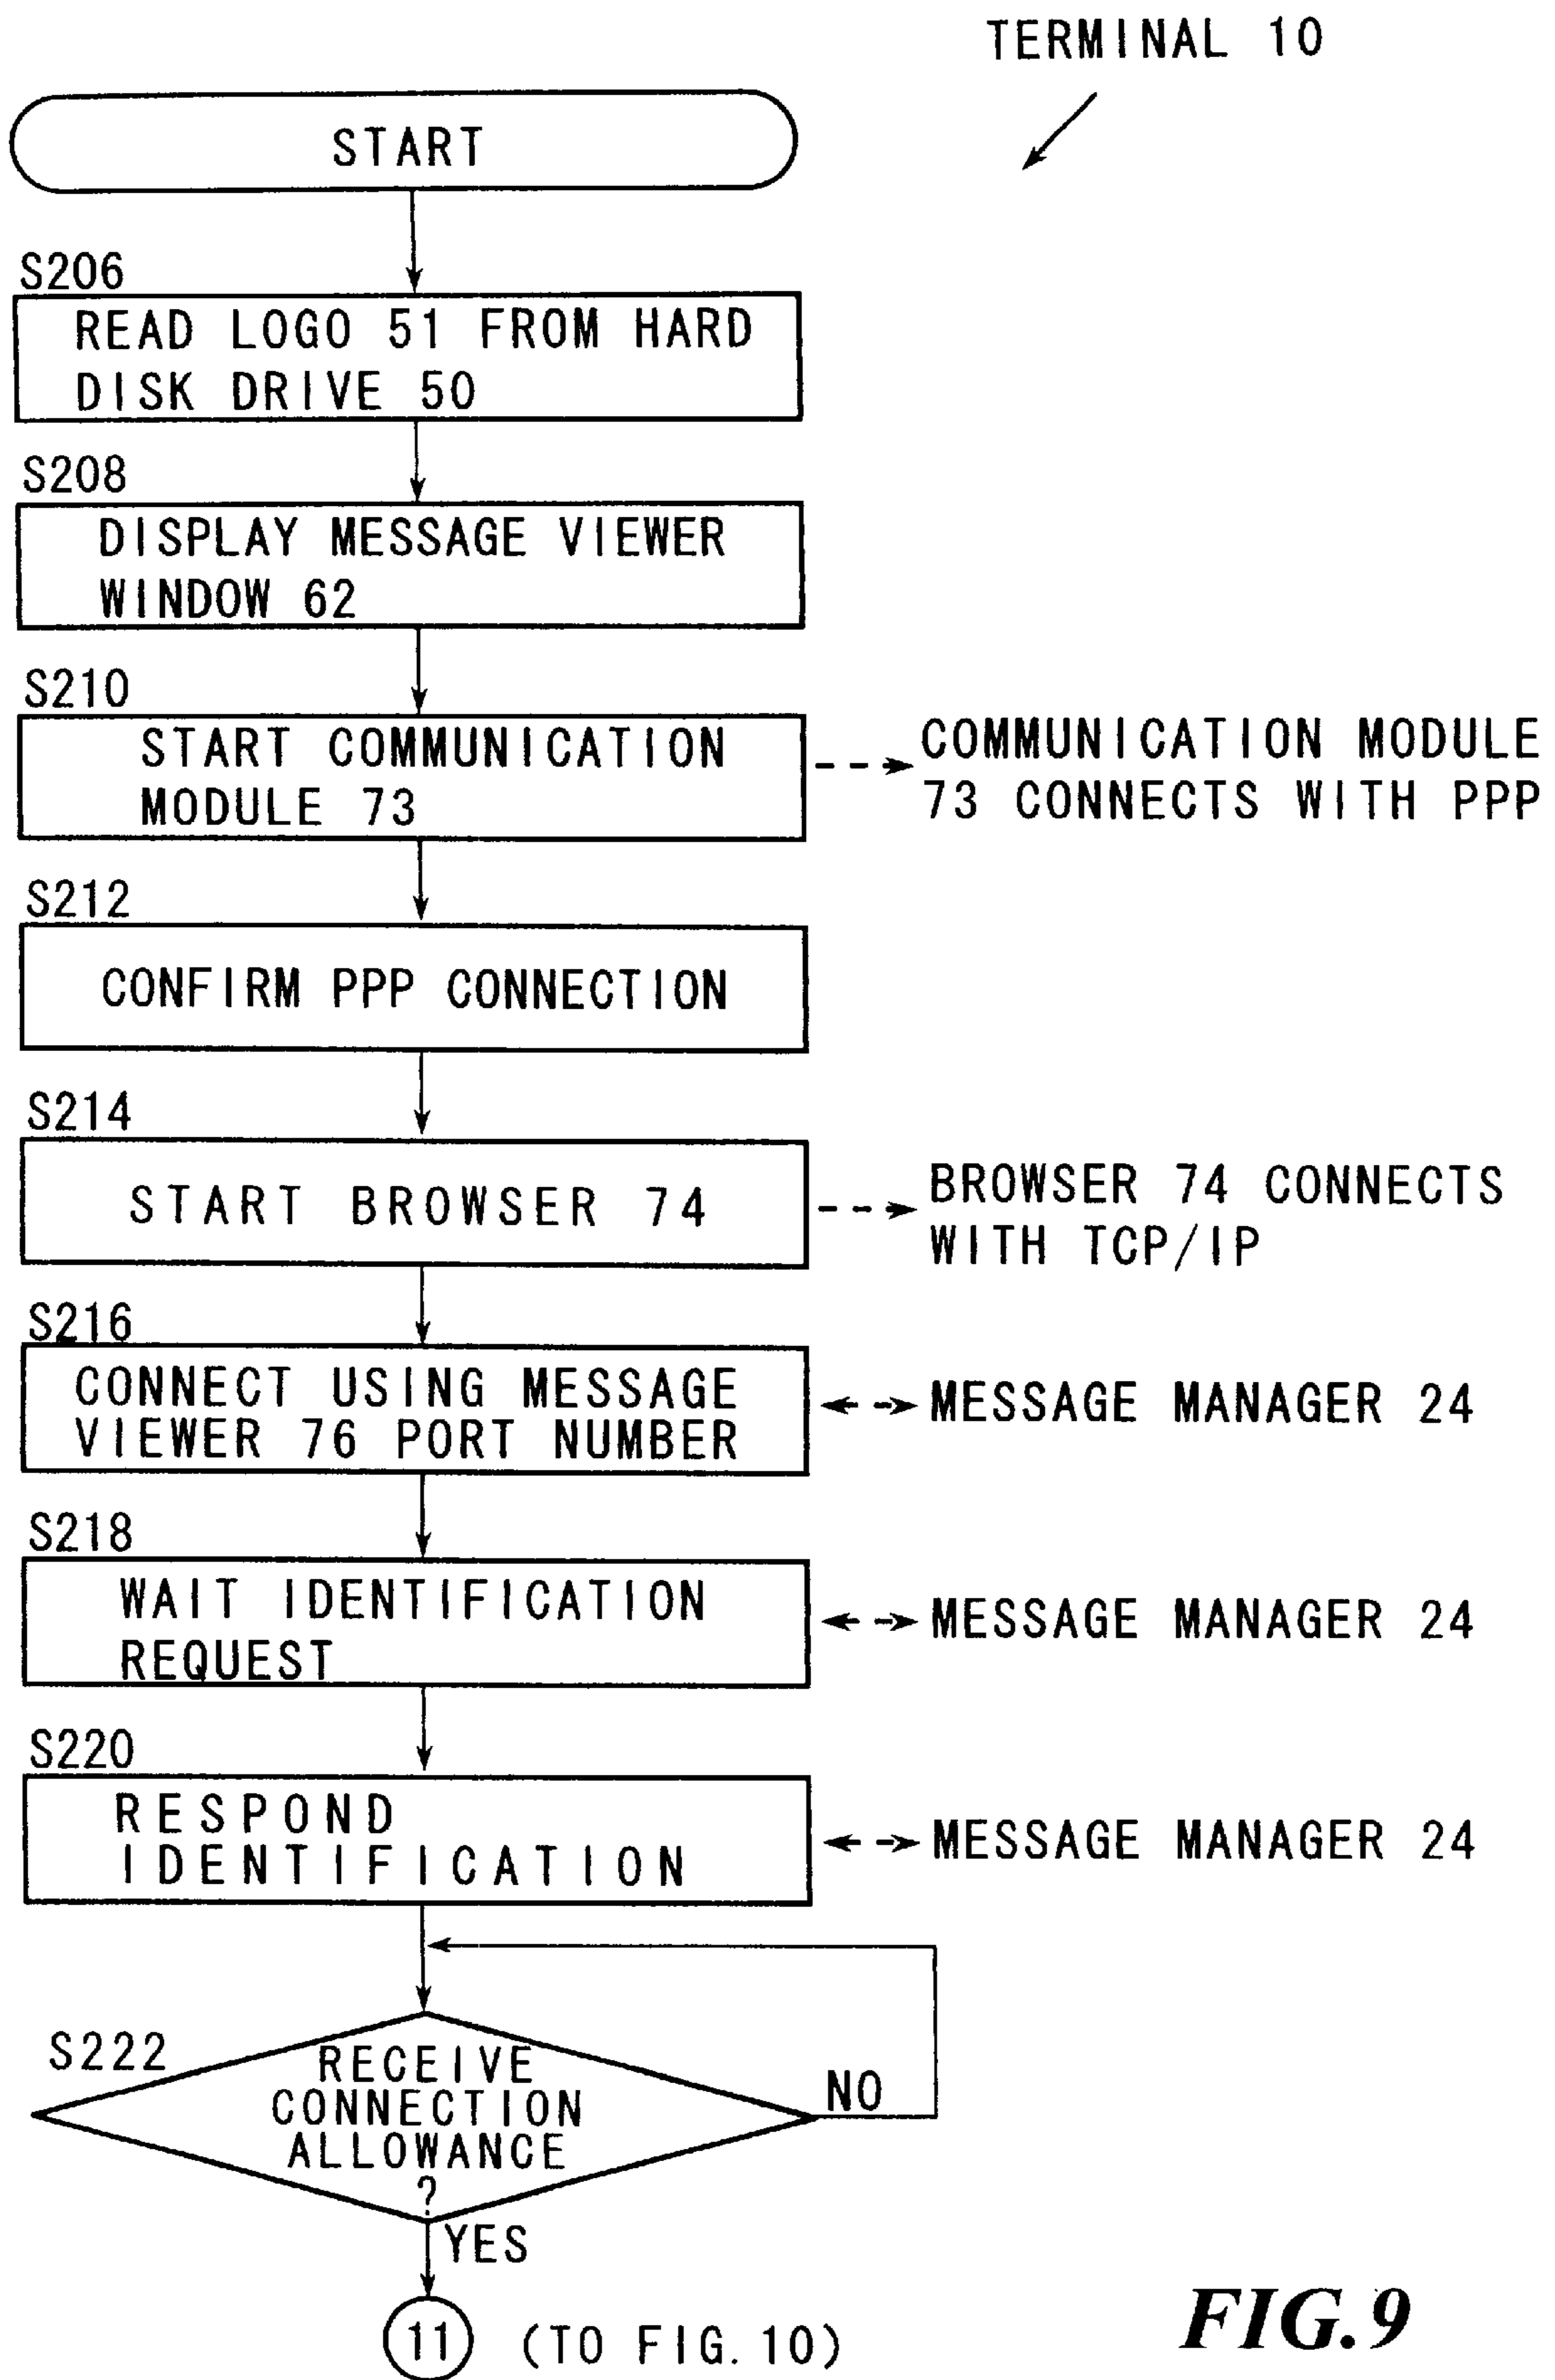 TERMINAL 10
START
S206
READ LOGO 51 FROM HARD
DISK DRIVE 50
S208
DISPLAY MESSAGE VIEWER
WINDOW 62
S210
START COMMUNICATION
MODULE 73
COMMUNICATION MODULE
73 CONNECTS WITH PPP
S212
CONFIRM PPP CONNECTION
S214
START BROWSER 74
BROWSER 74 CONNECTS
WITH TCP/IP
S216
CONNECT USING MESSAGE
VIEWER 76 PORT NUMBER
MESSAGE MANAGER 24
S218
WAIT IDENTIFICATION
REQUEST
MESSAGE MANAGER 24
S220
RESPOND
IDENTIFICATION
MESSAGE MANAGER 24
S222
RECEIVE
CONNECTION
ALLOWANCE
?
NO
YES
11 (TO FIG. 10)
FIG.9